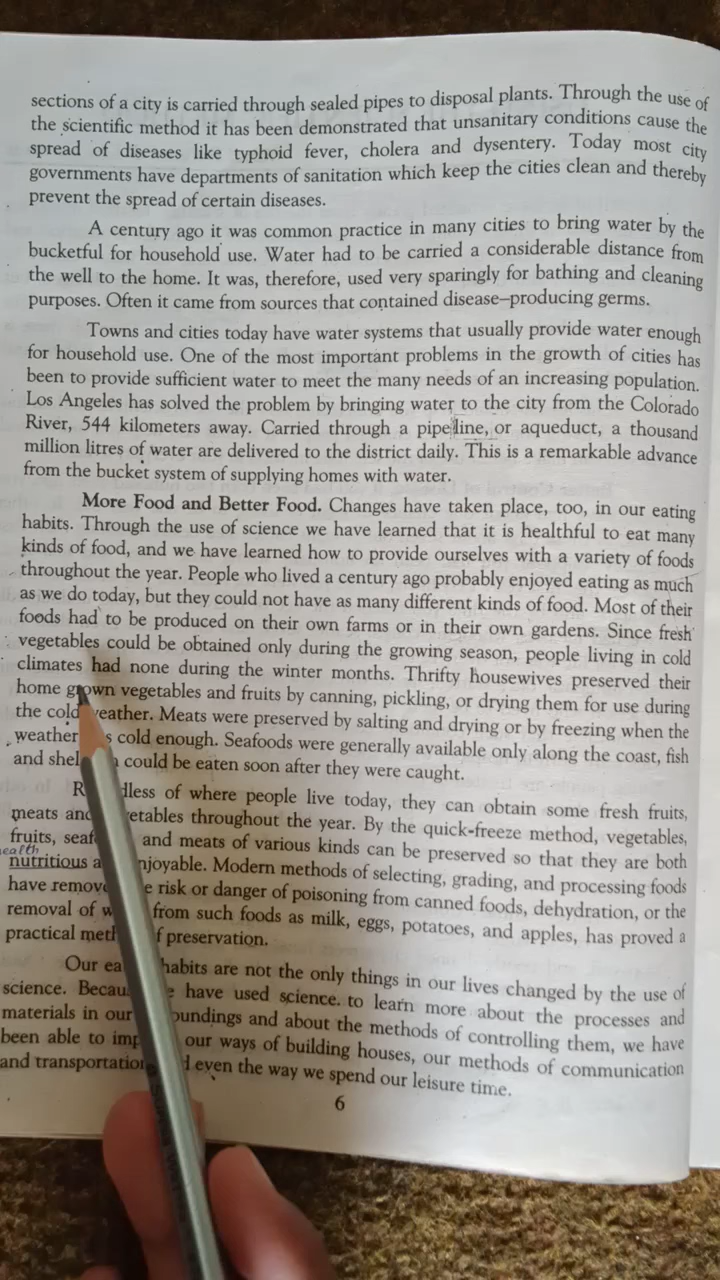 sections of a city is carried through sealed pipes to disposal plants. Through the use of
the scientific method it has been demonstrated that unsanitary conditions cause the
spread of diseases like typhoid fever, cholera and dysentery. Today most city
governments have departments of sanitation which keep the cities clean and thereby
prevent the spread of certain diseases.
A century ago it was common practice in many cities to bring water by the
bucketful for household use. Water had to be carried a considerable distance from
the well to the home. It was, therefore, used very sparingly for bathing and cleaning
purposes. Often it came from sources that contained disease–producing germs.
Towns and cities today have water systems that usually provide water enough
for household use. One of the most important problems in the growth of cities has
been to provide sufficient water to meet the many needs of an increasing population.
Los Angeles has solved the problem by bringing water to the city from the Colorado
River, 544 kilometers away. Carried through a pipe line, or aqueduct, a thousand
million litres of water are delivered to the district daily. This is a remarkable advance
from the bucket system of supplying homes with water.
More Food and Better Food. Changes have taken place, too, in our eating
habits. Through the use of science we have learned that it is healthful to eat many
kinds of food, and we have learned how to provide ourselves with a variety of foods
throughout the year. People who lived a century ago probably enjoyed eating as much
as we do today, but they could not have as many different kinds of food. Most of their
foods had to be produced on their own farms or in their own gardens. Since fresh
vegetables could be obtained only during the growing season, people living in cold
climates had none during the winter months. Thrifty housewives preserved their
home grown vegetables and fruits by canning, pickling, or drying them for use during
the cold weather. Meats were preserved by salting and drying or by freezing when the
weather cold enough. Seafoods were generally available only along the coast, fish
and could be eaten soon after they were caught.
of where people live today, they can obtain some fresh fruits,
meats and throughout the year. By the quick-freeze method, vegetables,
fruits, and meats of various kinds can be preserved so that they are both
ealth
nutritious enjoyable. Modern methods of selecting, grading, and processing foods
have risk or danger of poisoning from canned foods, dehydration, or the
removal of from such foods as milk, eggs, potatoes, and apples, has proved a
practical preservation.
Our habits are not the only things in our lives changed by the use of
science. have used science. to learn more about the processes and
materials in our and about the methods of controlling them, we have
been able to our ways of building houses, our methods of communication
and even the way we spend our leisure time.
6